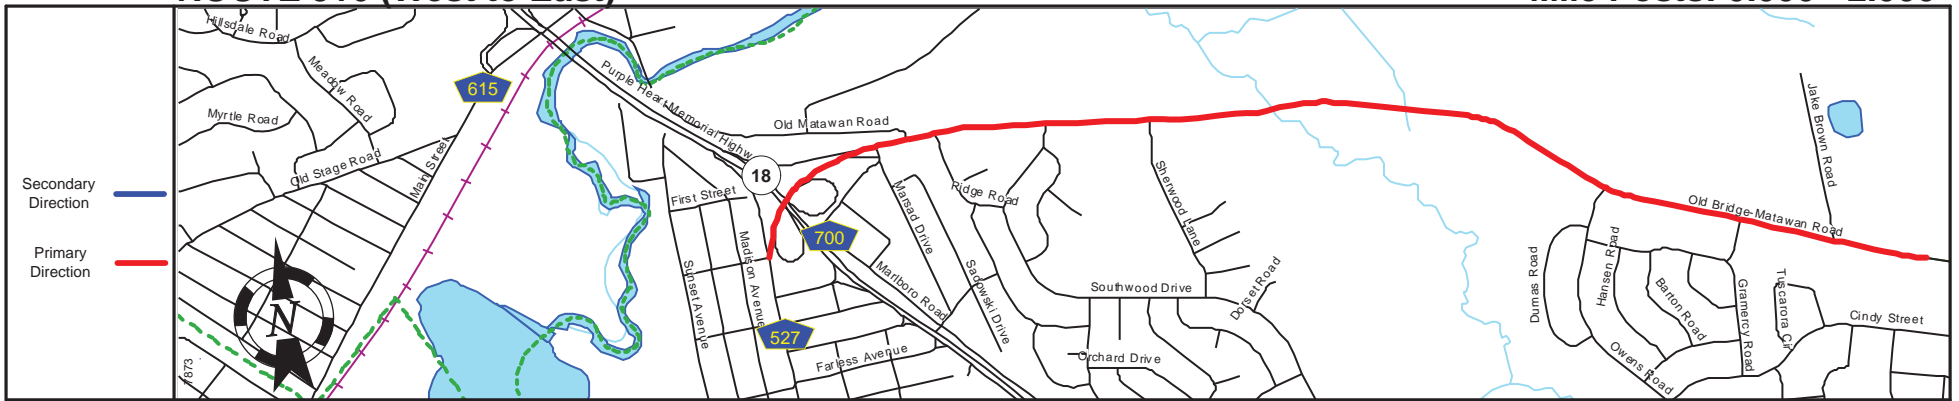 Secondary
Direction
Primary
Direction
Hillsdale Road
Meadow Road
Myrtle Road
Old Stage Road
Main Street
615
Purple Heart Memorial Highw
Old Matawan Road
18
First Street
Madison Avenue
Sunset Avenue
700
527
Marlboro Road
Farless Avenue
Marsad Drive
Ridge Road
Sadowski Drive
Sherwood Lane
Southwood Drive
Dorset Road
Orchard Drive
Jake Brown Road
Old Bridge-Matawan Road
Dumas Road
Hansen Road
Barton Road
Owens Road
Gramercy Road
Tuscarora Cir
Cindy Street
N
7873